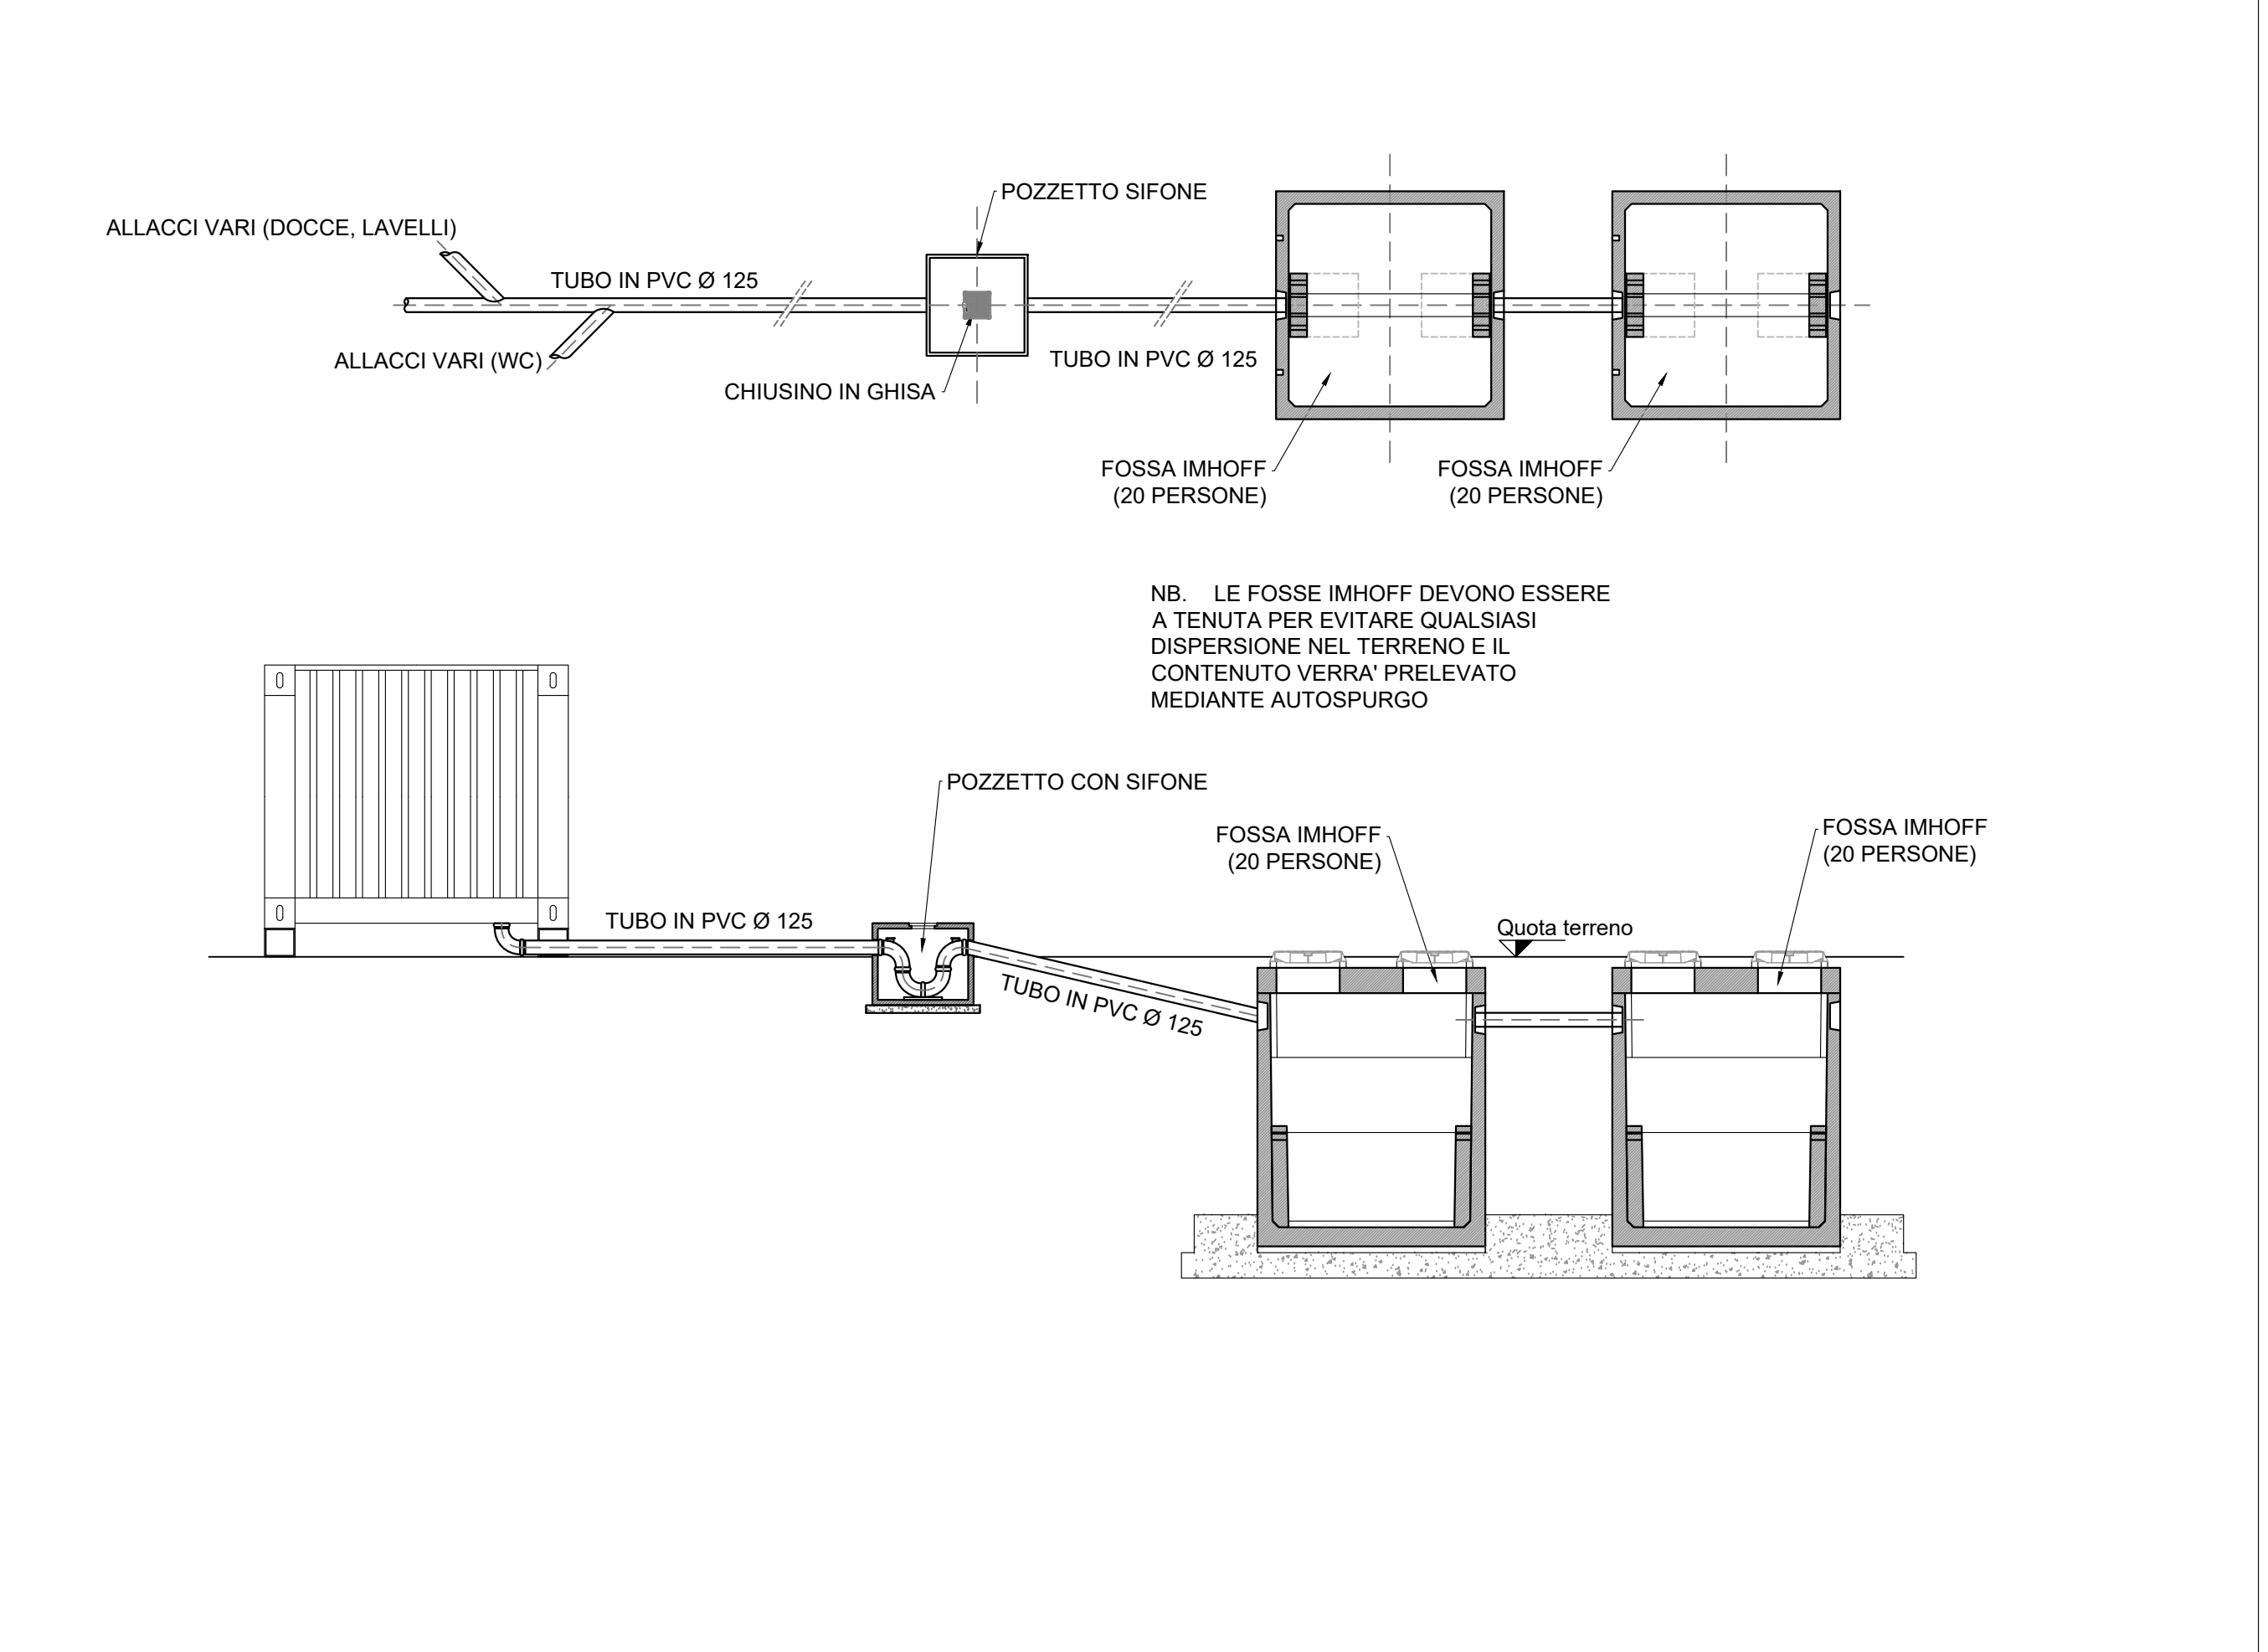 POZZETTO SIFONE
ALLACCI VARI (DOCCE, LAVELLI)
TUBO IN PVC Ø 125
ALLACCI VARI (WC)
TUBO IN PVC Ø 125
CHIUSINO IN GHISA
FOSSA IMHOFF
(20 PERSONE)
FOSSA IMHOFF
(20 PERSONE)
NB. LE FOSSE IMHOFF DEVONO ESSERE
A TENUTA PER EVITARE QUALSIASI
DISPERSIONE NEL TERRENO E IL
CONTENUTO VERRA' PRELEVATO
MEDIANTE AUTOSPURGO
POZZETTO CON SIFONE
FOSSA IMHOFF
(20 PERSONE)
FOSSA IMHOFF
(20 PERSONE)
TUBO IN PVC Ø 125
Quota terreno
TUBO IN PVC Ø 125